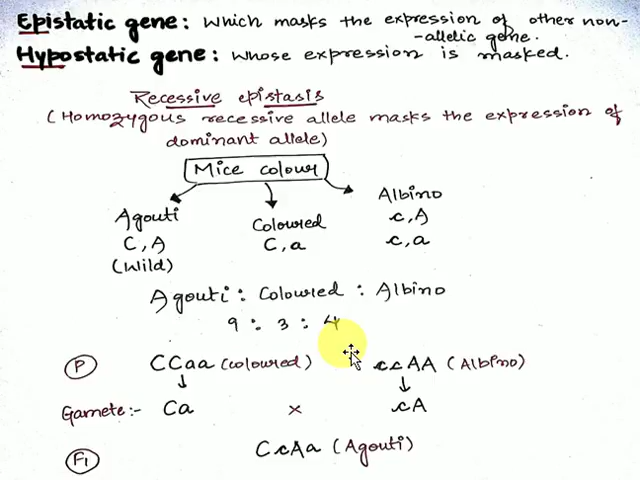 Epistatic gene: Which masks the expression of other non-
-allelic gene.
Hypostatic gene: Whose expression is masked.
Recessive epistasis
(Homozygous recessive allele masks the expression of
dominant allele)
Mice colour
Agouti
C, A
(Wild)
Coloured
C, a
Albino
c, A
c, a
Agouti : Coloured : Albino
9 : 3 : 4
P CCaa (coloured) ccAA (Albino)
Gamete:- Ca x cA
F1 CcAa (Agouti)